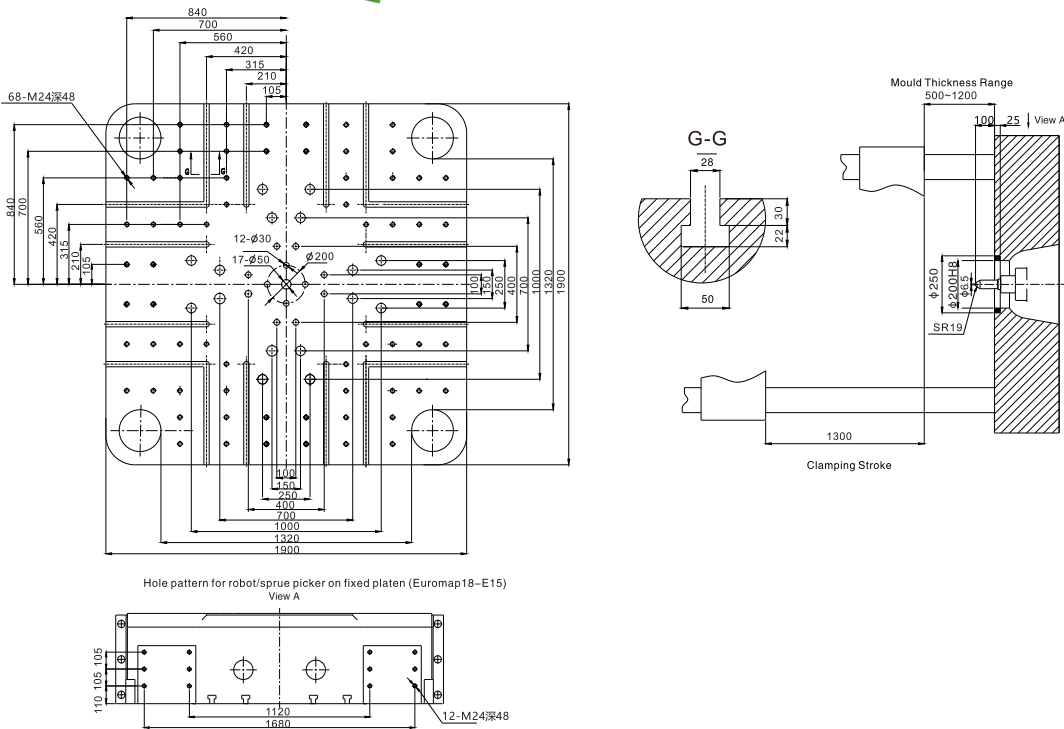 840
700
560
420
315
210
105
68-M24深48
840
700
560
420
315
210
105
G
G
12-Ø30
17-Ø50
Ø200
100
150
250
400
700
1000
1320
1900
100
150
250
400
700
1000
1320
1900
G-G
28
30
22
50
Mould Thickness Range
500~1200
100
25
View A
ϕ250
ϕ200H8
ϕ6.5
SR19
1300
Clamping Stroke
Hole pattern for robot/sprue picker on fixed platen (Euromap18–E15)
View A
105
105
110
1120
1680
12-M24深48